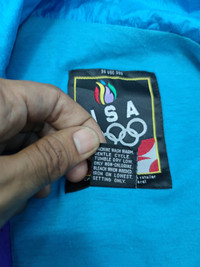 USA
MACHINE WASH WARM
GENTLE CYCLE.
TUMBLE DRY LOW.
ONLY NON-CHLORINE
BLEACH WHEN NEEDED.
IRON ON LOWEST
SETTING ONLY.